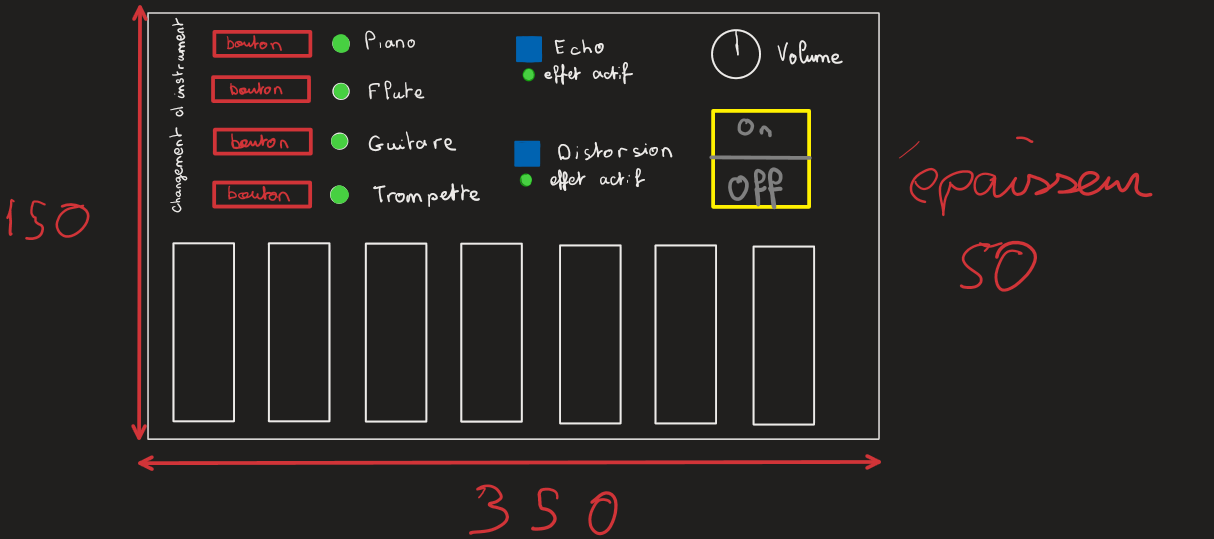 Changement d instrument
bouton Piano
bouton Flute
bouton Guitare
bouton Trompette
Echo
effet actif
Distorsion
effet actif
Volume
On
Off
150
350
épaisseur
50